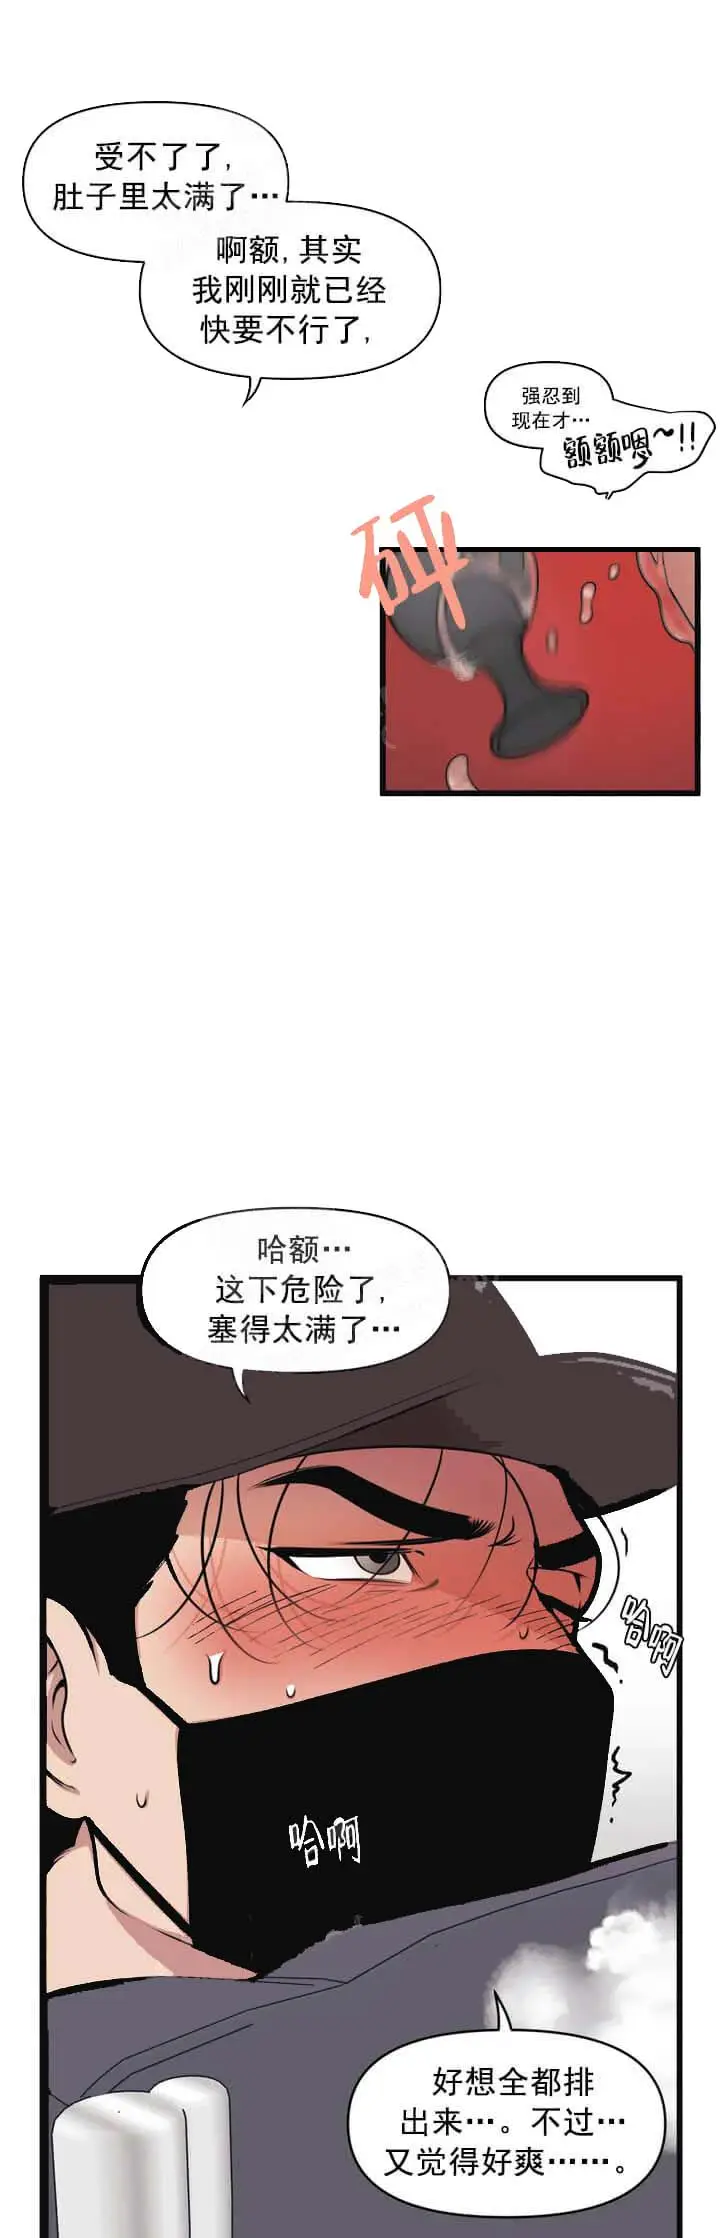 受不了了,
肚子里太满了…
啊额,其实
我刚刚就已经
快要不行了,
强忍到
现在才…
额额嗯~!!
砰
哈额…
这下危险了,
塞得太满了…
哈啊
哈啊
好想全都排
出来…。不过…
又觉得好爽……。